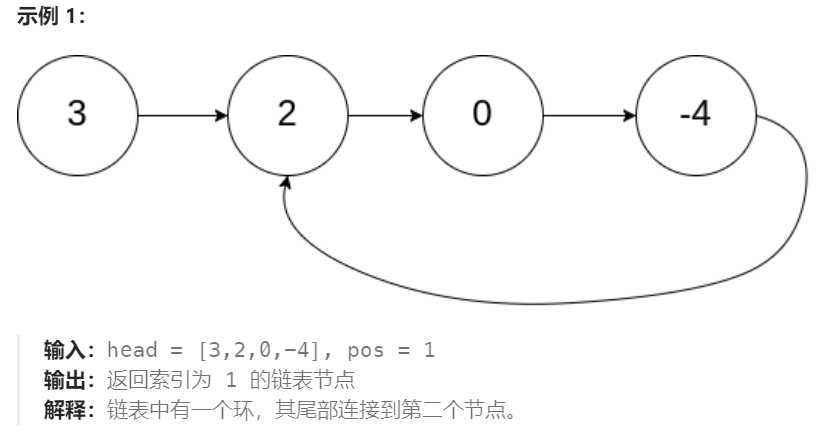 示例 1：
3 2 0 -4
输入：head = [3,2,0,-4], pos = 1
输出：返回索引为 1 的链表节点
解释：链表中有一个环，其尾部连接到第二个节点。